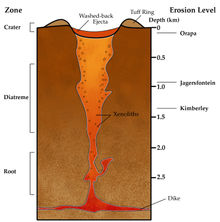 Zone
Washed-back
Ejecta
Tuff Ring
Erosion Level
Depth (km)
Crater
0
Orapa
0.5
Diatreme
Jagersfontein
1.0
Xenoliths
Kimberley
1.5
2.0
Root
2.5
Dike